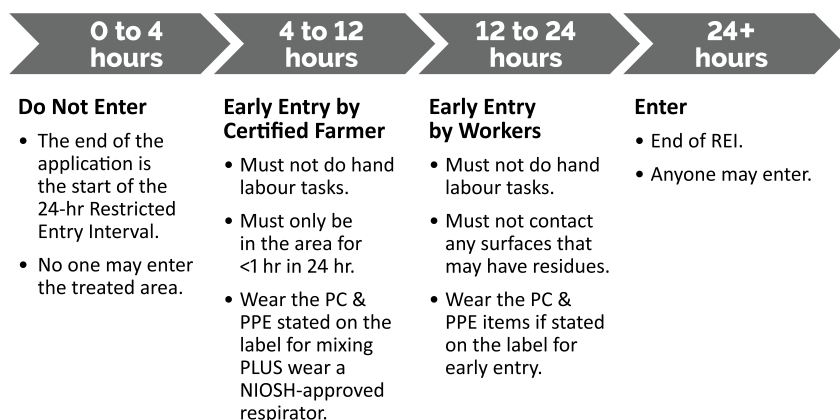 0 to 4
hours
4 to 12
hours
12 to 24
hours
24+
hours
Do Not Enter
• The end of the
application is
the start of the
24-hr Restricted
Entry Interval.
• No one may enter
the treated area.
Early Entry by
Certified Farmer
• Must not do hand
labour tasks.
• Must only be
in the area for
<1 hr in 24 hr.
• Wear the PC &
PPE stated on the
label for mixing
PLUS wear a
NIOSH-approved
respirator.
Early Entry
by Workers
• Must not do hand
labour tasks.
• Must not contact
any surfaces that
may have residues.
• Wear the PC &
PPE items if stated
on the label for
early entry.
Enter
• End of REI.
• Anyone may enter.